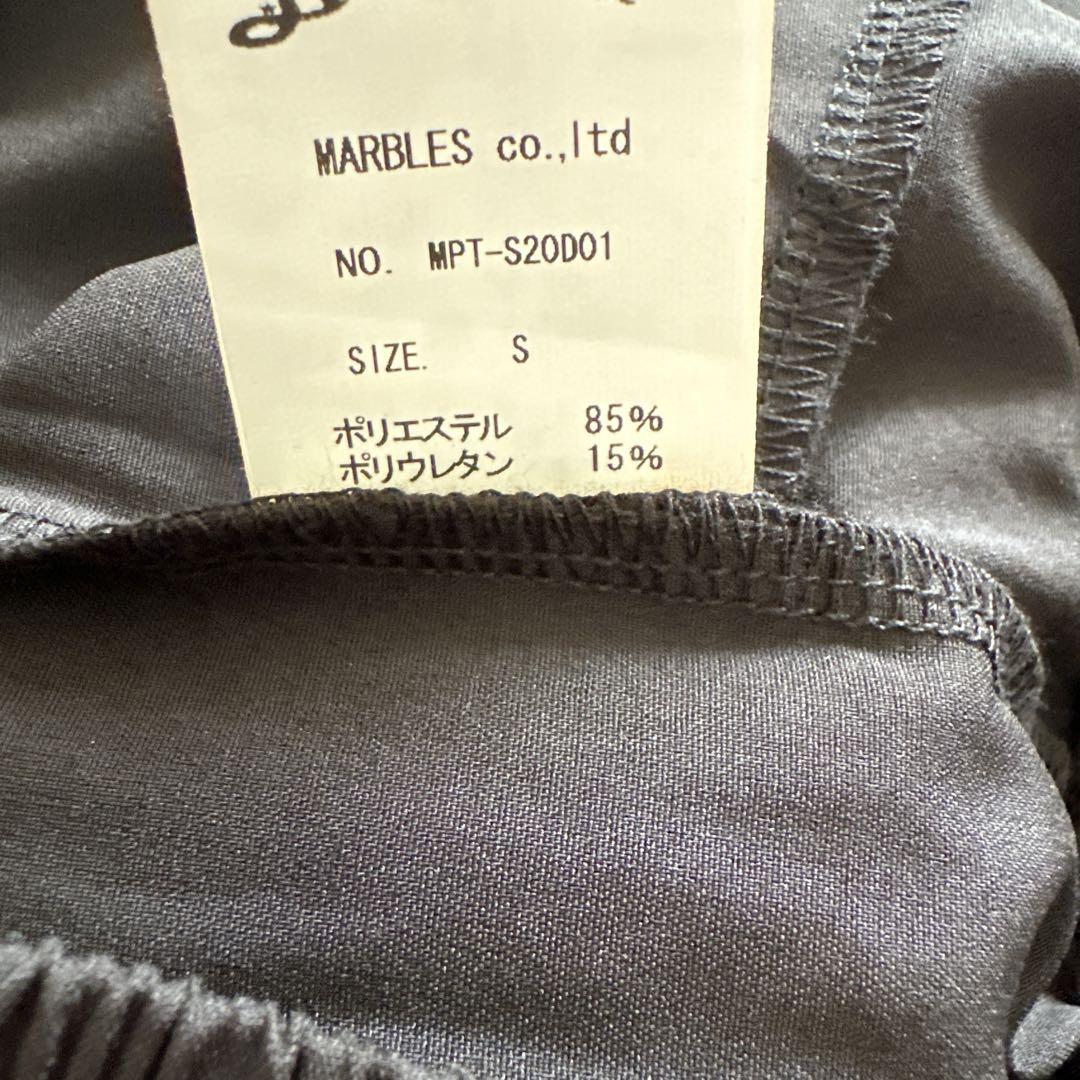 MARBLES co.,ltd
NO. MPT-S20D01
SIZE. S
ポリエステル 85%
ポリウレタン 15%